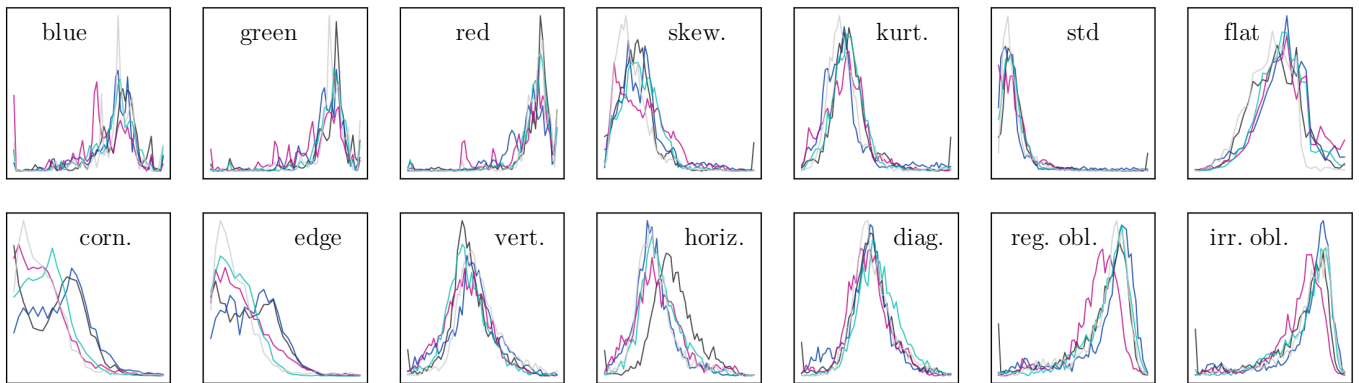 blue
green
red
skew.
kurt.
std
flat
corn.
edge
vert.
horiz.
diag.
reg. obl.
irr. obl.